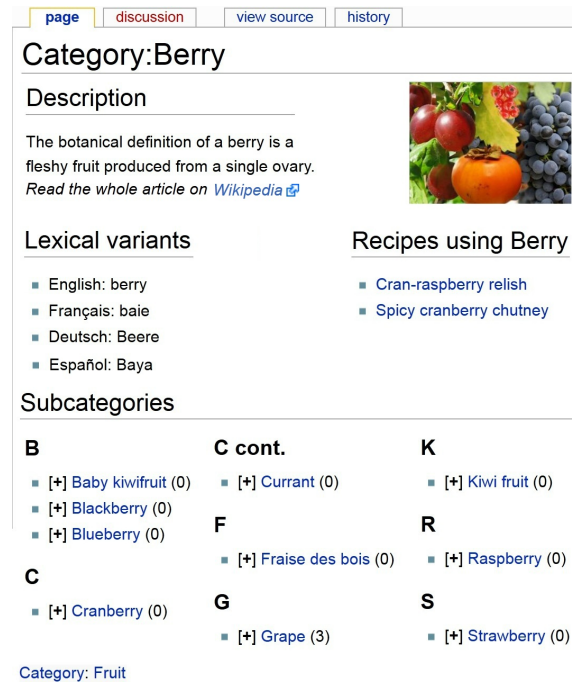 page discussion view source history
Category:Berry
Description
The botanical definition of a berry is a
fleshy fruit produced from a single ovary.
Read the whole article on Wikipedia
Lexical variants
English: berry
Français: baie
Deutsch: Beere
Español: Baya
Recipes using Berry
Cran-raspberry relish
Spicy cranberry chutney
Subcategories
B
[+] Baby kiwifruit (0)
[+] Blackberry (0)
[+] Blueberry (0)
C
[+] Cranberry (0)
C cont.
[+] Currant (0)
F
[+] Fraise des bois (0)
G
[+] Grape (3)
K
[+] Kiwi fruit (0)
R
[+] Raspberry (0)
S
[+] Strawberry (0)
Category: Fruit